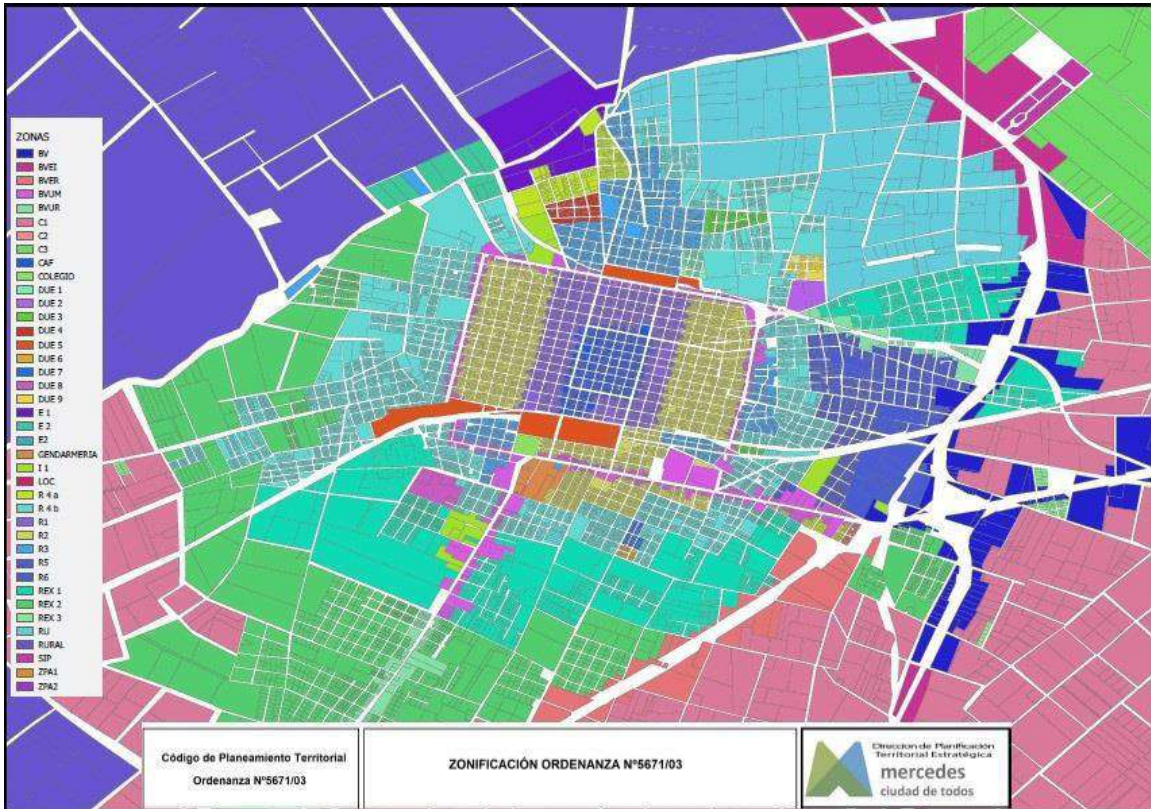 ZONAS
BV
BVEI
BVER
BVUM
BVUR
C1
C2
C3
CAF
COLEGIO
DUE 1
DUE 2
DUE 3
DUE 4
DUE 5
DUE 6
DUE 7
DUE 8
DUE 9
E 1
E 2
E2
GENDARMERIA
I 1
LOC
R 4 a
R 4 b
R1
R2
R3
R5
R6
REX 1
REX 2
REX 3
RU
RURAL
SIP
ZPA1
ZPA2
Código de Planeamiento Territorial
Ordenanza Nº5671/03
ZONIFICACIÓN ORDENANZA Nº5671/03
Direccion de Planificación
Territorial Estratégica
mercedes
ciudad de todos